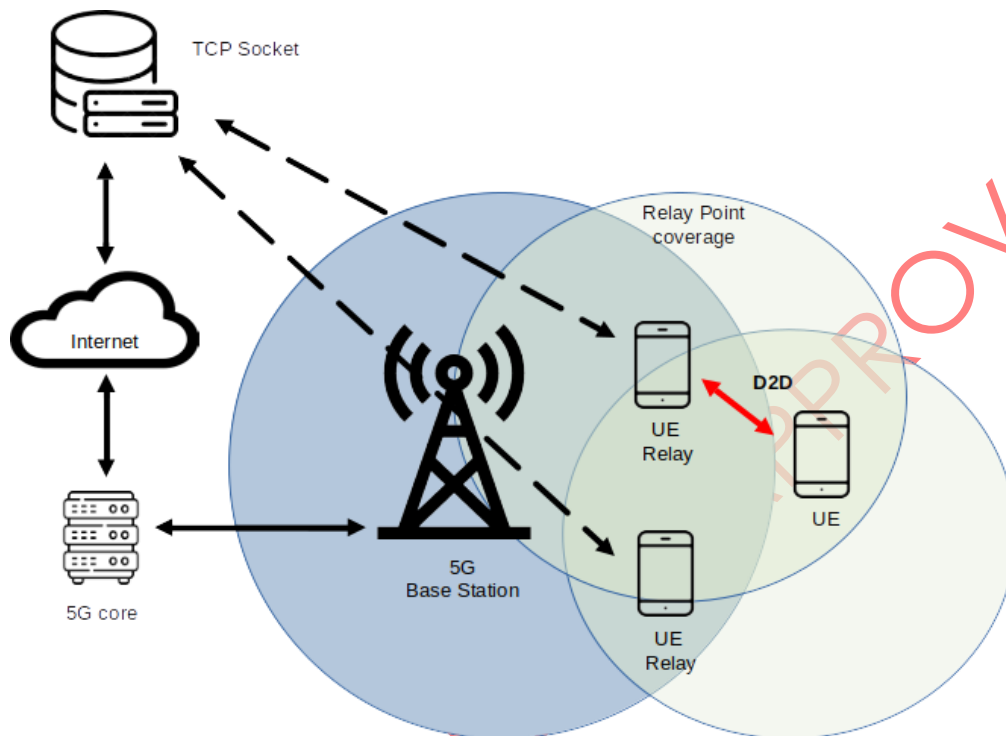 TCP Socket
Relay Point
coverage
Internet
D2D
UE
Relay
UE
5G
Base Station
UE
Relay
5G core